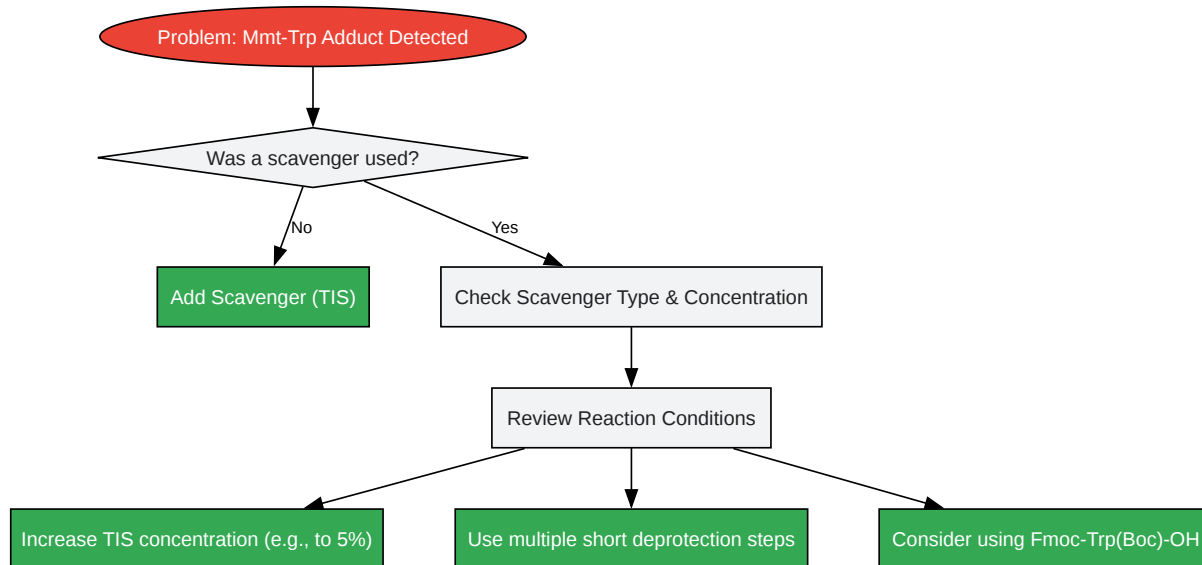 Problem: Mmt-Trp Adduct Detected
Was a scavenger used?
No
Yes
Add Scavenger (TIS)
Check Scavenger Type & Concentration
Review Reaction Conditions
Increase TIS concentration (e.g., to 5%)
Use multiple short deprotection steps
Consider using Fmoc-Trp(Boc)-OH